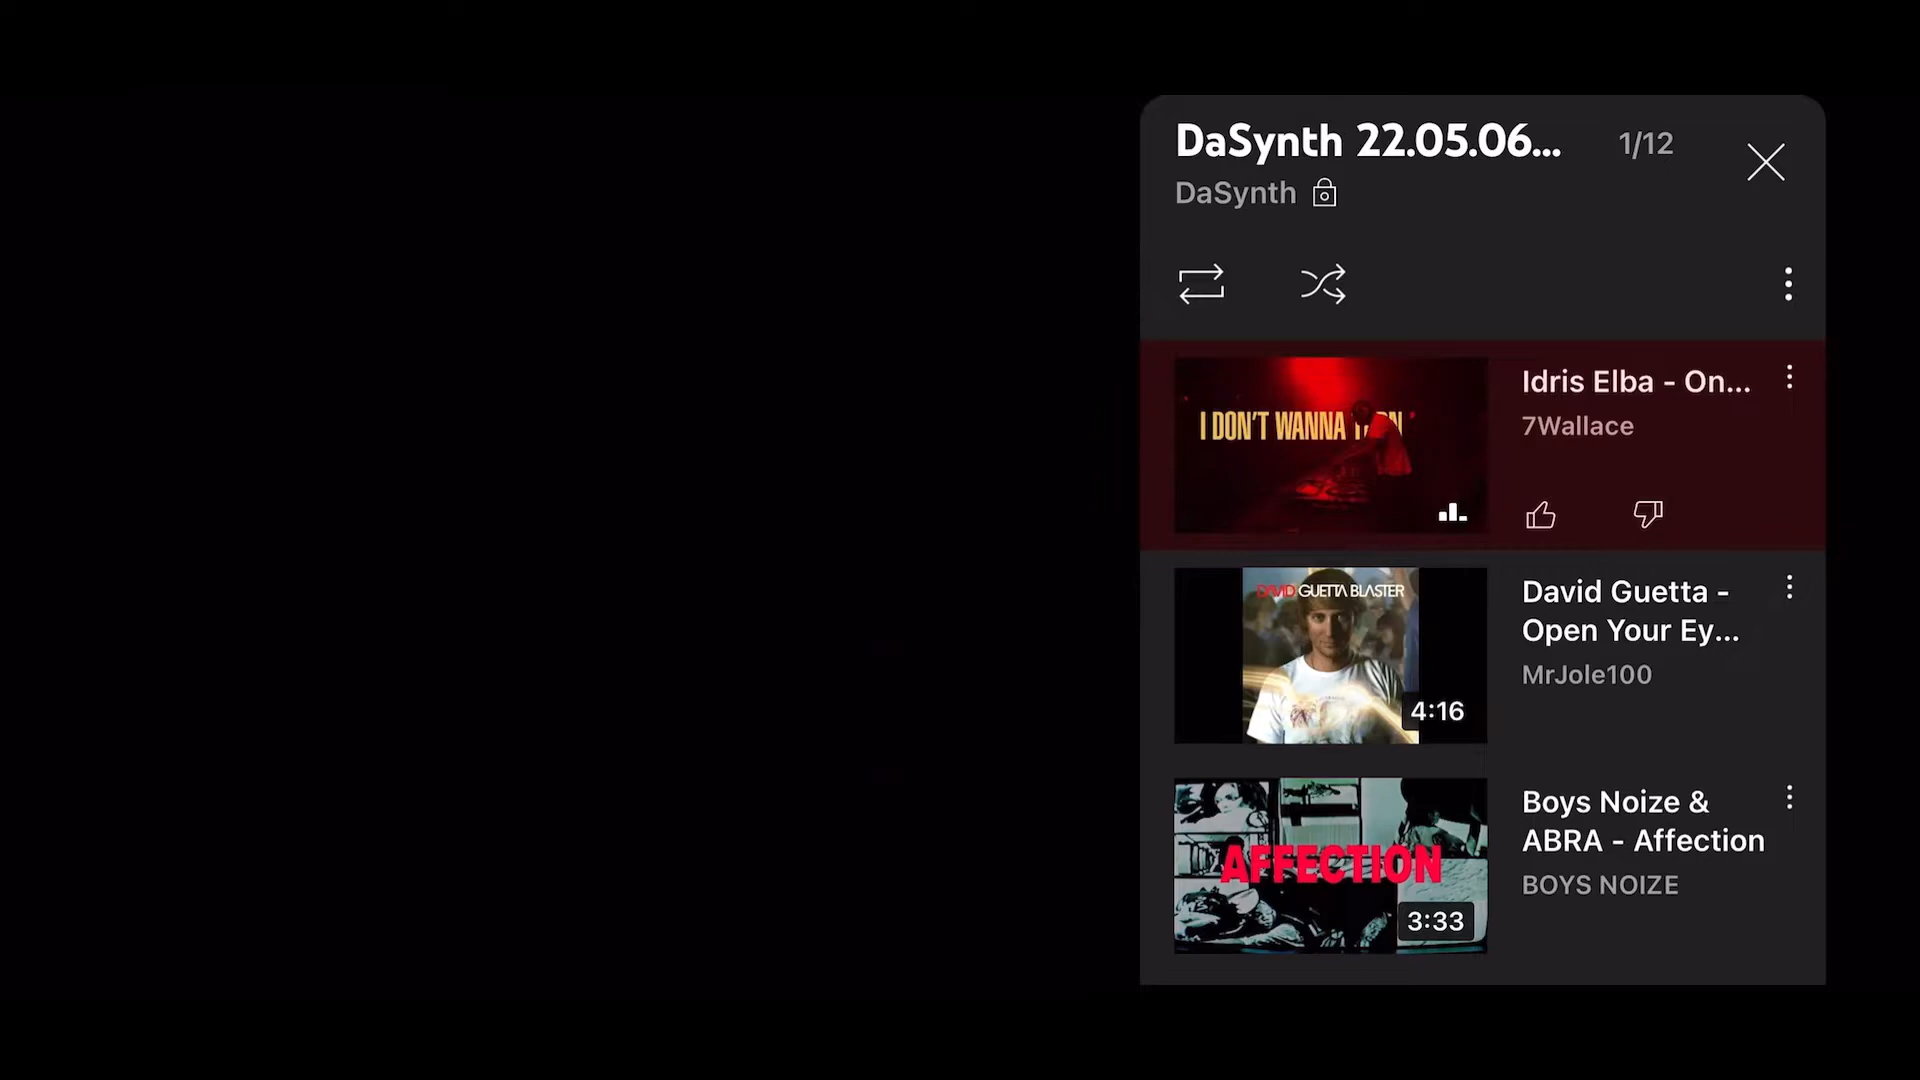 DaSynth 22.05.06...
1/12
DaSynth
I DON'T WANNA
Idris Elba - On...
7Wallace
DAVID GUETTA BLASTER
4:16
David Guetta -
Open Your Ey...
MrJole100
AFFECTION
3:33
Boys Noize &
ABRA - Affection
BOYS NOIZE